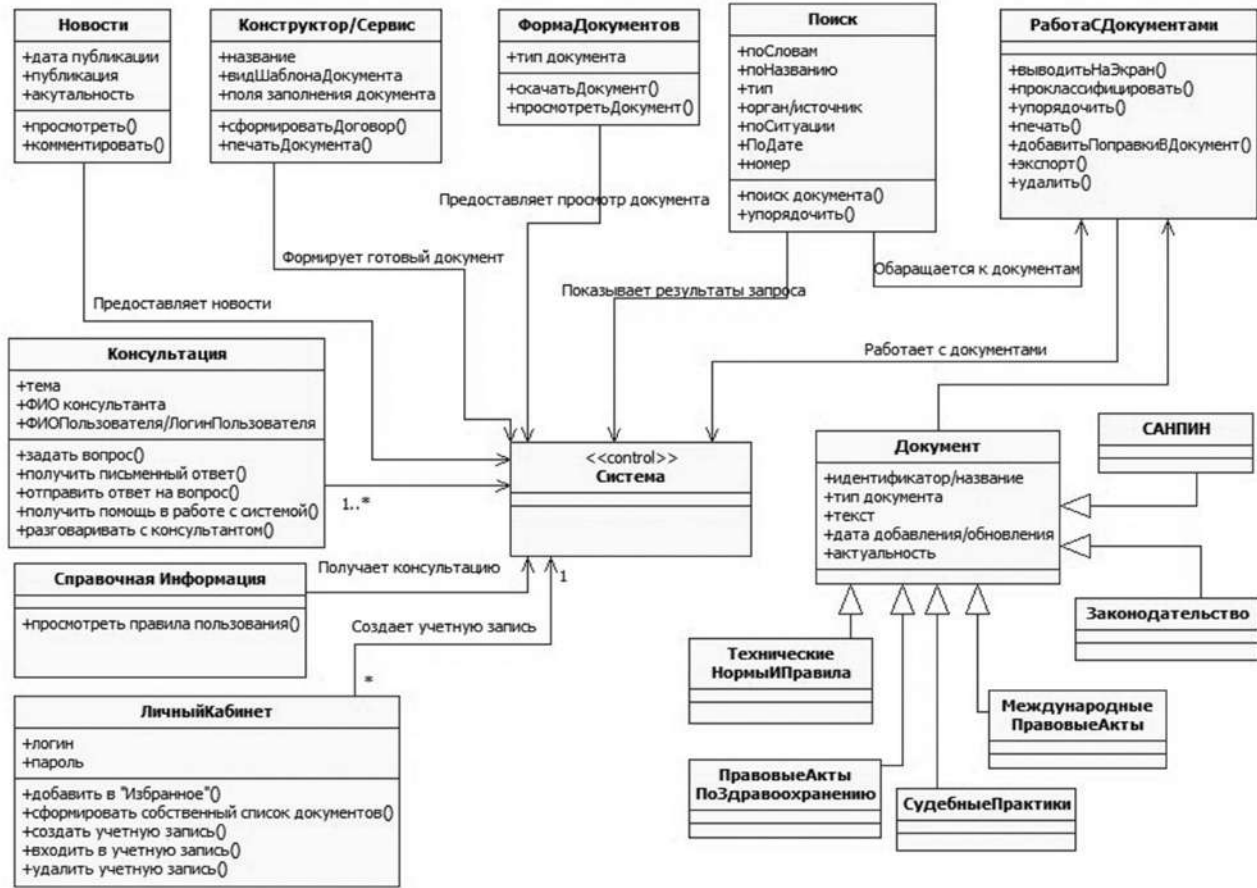 Новости
+дата публикации
+публикация
+акутальность
+просмотреть()
+комментировать()
Конструктор/Сервис
+название
+видШаблонаДокумента
+поля заполнения документа
+сформироватьДоговор()
+печатьДокумента()
ФормаДокументов
+тип документа
+скачатьДокумент()
+просмотретьДокумент()
Поиск
+поСловам
+поНазванию
+тип
+орган/источник
+поСитуации
+ПоДате
+номер
+поиск документа()
+упорядочить()
РаботаСДокументами
+выводитьНаЭкран()
+проклассифицировать()
+упорядочить()
+печать()
+добавитьПоправкиВДокумент()
+экспорт()
+удалить()
Предоставляет просмотр документа
Формирует готовый документ
Обаращается к документам
Показывает результаты запроса
Предоставляет новости
Работает с документами
Консультация
+тема
+ФИО консультанта
+ФИОПользователя/ЛогинПользователя
+задать вопрос()
+получить письменный ответ()
+отправить ответ на вопрос()
+получить помощь в работе с системой()
+разговаривать с консультантом()
1..*
<<control>>
Система
Документ
+идентификатор/название
+тип документа
+текст
+дата добавления/обновления
+актуальность
САНПИН
Законодательство
Справочная Информация
+просмотреть правила пользования()
Получает консультацию
1
Создает учетную запись
*
Технические
НормыИПравила
Международные
ПравовыеАкты
ПравовыеАкты
ПоЗдравоохранению
СудебныеПрактики
ЛичныйКабинет
+логин
+пароль
+добавить в "Избранное"()
+сформировать собственный список документов()
+создать учетную запись()
+входить в учетную запись()
+удалить учетную запись()